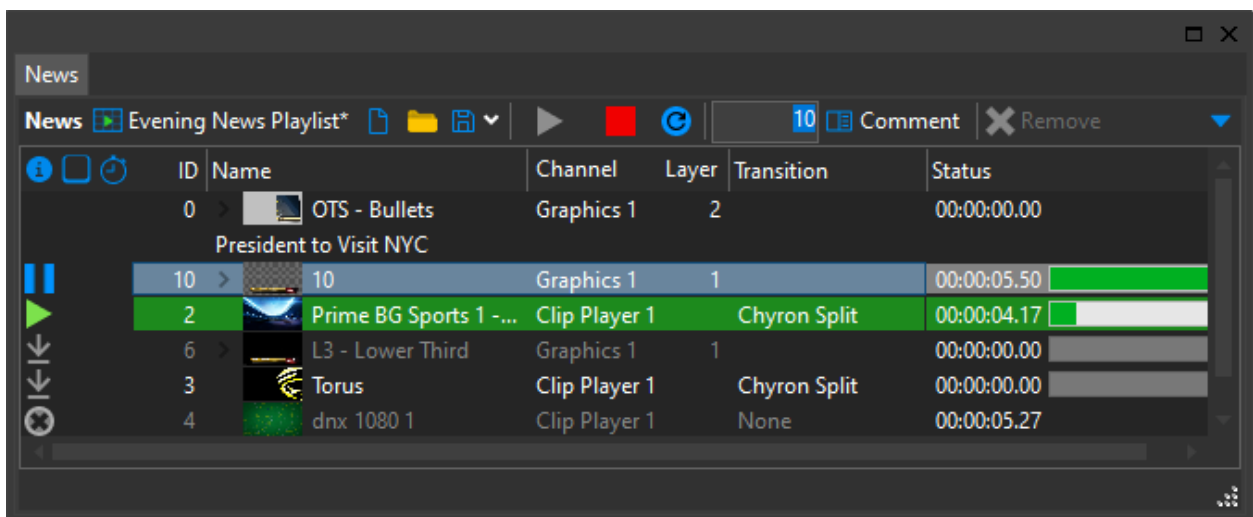 News
News Evening News Playlist* 10 Comment Remove
ID Name Channel Layer Transition Status
0 OTS - Bullets Graphics 1 2 00:00:00.00
President to Visit NYC
10 10 Graphics 1 1 00:00:05.50
2 Prime BG Sports 1 -... Clip Player 1 Chyron Split 00:00:04.17
6 L3 - Lower Third Graphics 1 1 00:00:00.00
3 Torus Clip Player 1 Chyron Split 00:00:00.00
4 dnx 1080 1 Clip Player 1 None 00:00:05.27